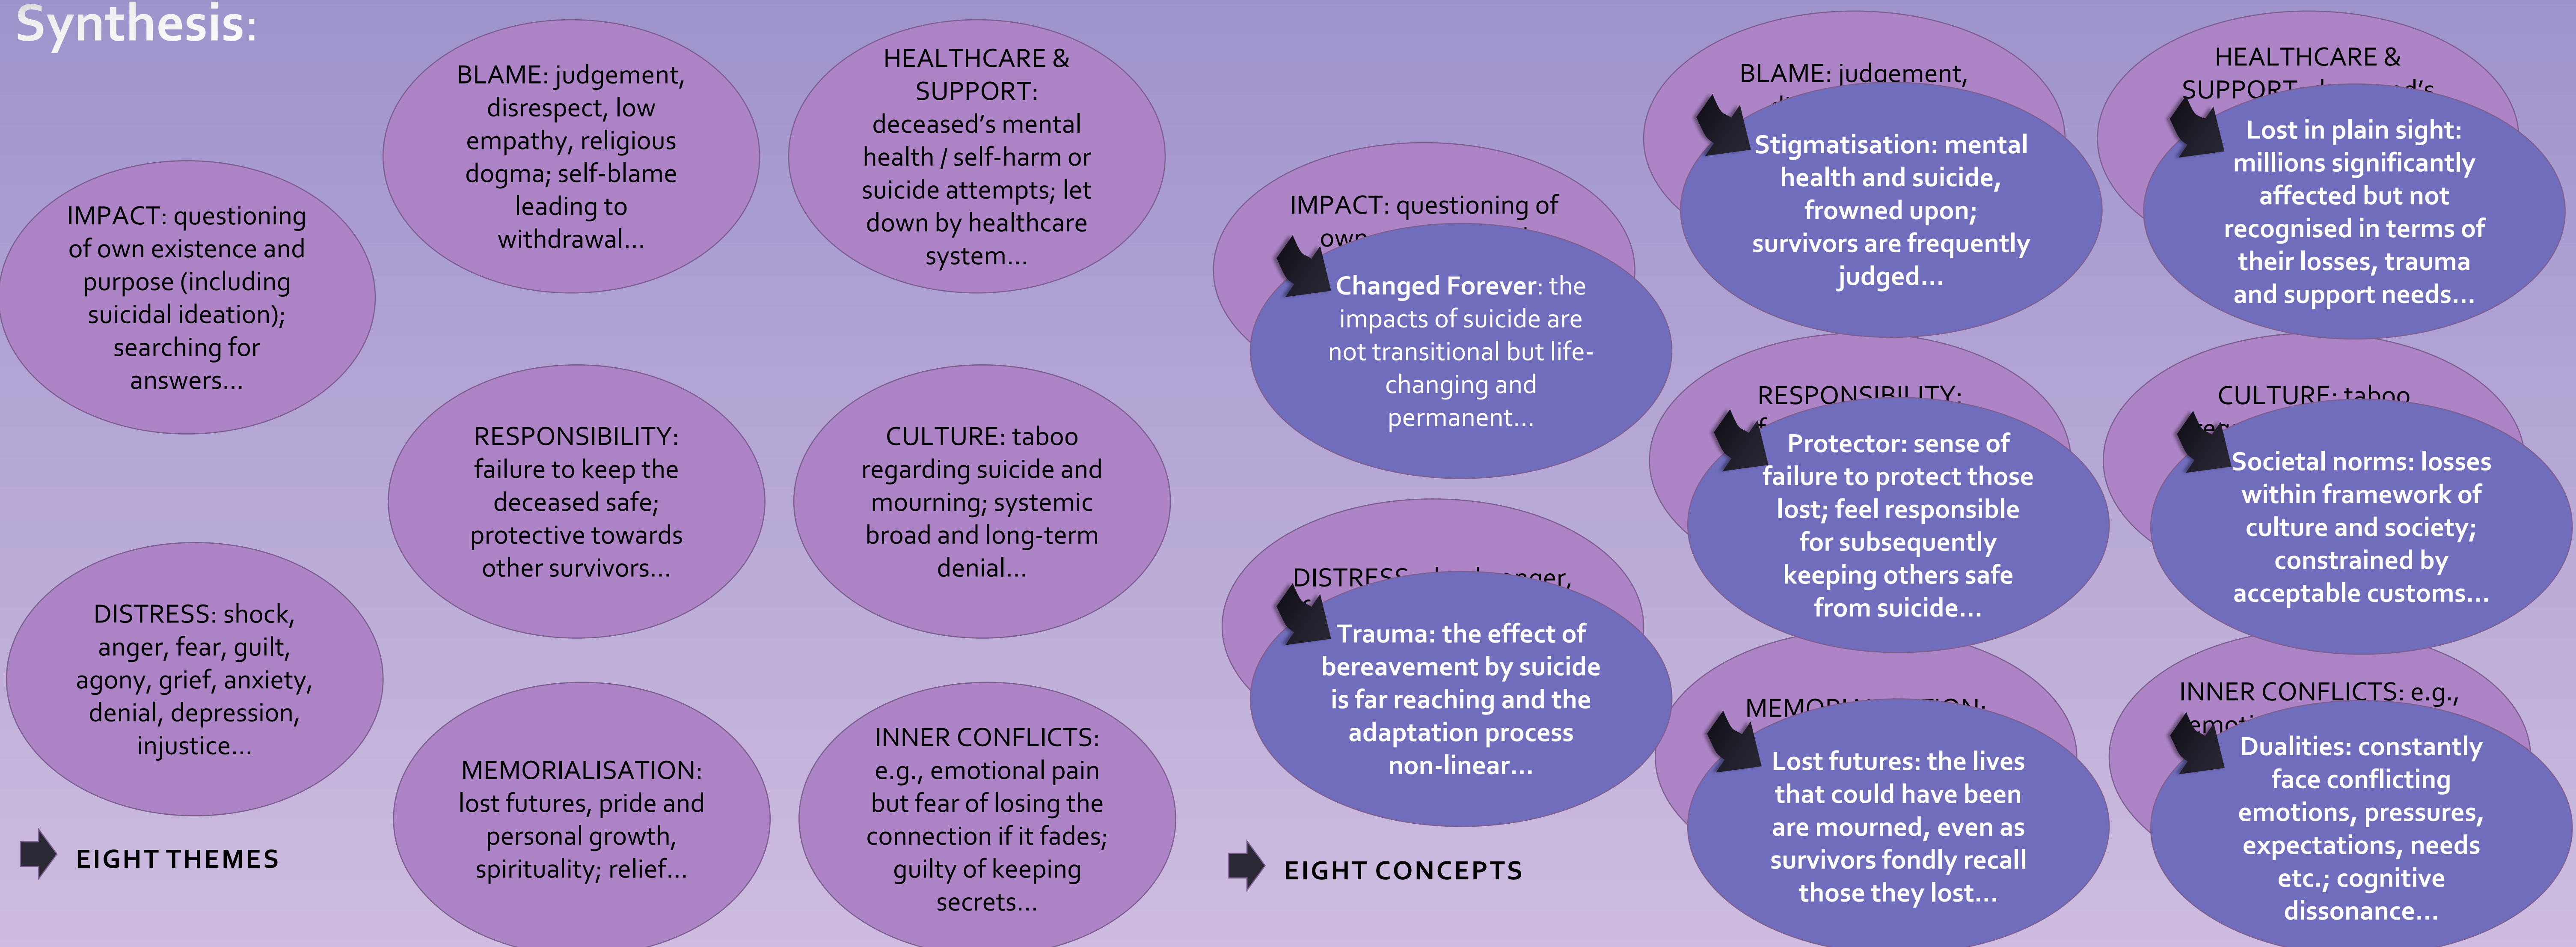 Synthesis:
IMPACT: questioning
of own existence and
purpose (including
suicidal ideation);
searching for
answers...
DISTRESS: shock,
anger, fear, guilt,
agony, grief, anxiety,
denial, depression,
injustice...
EIGHT THEMES
BLAME: judgement,
disrespect, low
empathy, religious
dogma; self-blame
leading to
withdrawal...
RESPONSIBILITY:
failure to keep the
deceased safe;
protective towards
other survivors...
MEMORIALISATION:
lost futures, pride and
personal growth,
spirituality; relief...
HEALTHCARE &
SUPPORT:
deceased's mental
health / self-harm or
suicide attempts; let
down by healthcare
system...
CULTURE: taboo
regarding suicide and
mourning; systemic
broad and long-term
denial...
INNER CONFLICTS:
e.g., emotional pain
but fear of losing the
connection if it fades;
guilty of keeping
secrets...
IMPACT: questioning of
own
Changed Forever: the
impacts of suicide are
not transitional but life-
changing and
permanent...
DISTRESS: anger,
Trauma: the effect of
bereavement by suicide
is far reaching and the
adaptation process
non-linear...
EIGHT CONCEPTS
BLAME: judgement,
Stigmatisation: mental
health and suicide,
frowned upon;
survivors are frequently
judged...
RESPONSIBILITY:
Protector: sense of
failure to protect those
lost; feel responsible
for subsequently
keeping others safe
from suicide...
MEMORIALISATION:
Lost futures: the lives
that could have been
are mourned, even as
survivors fondly recall
those they lost...
HEALTHCARE &
SUPPORT
Lost in plain sight:
millions significantly
affected but not
recognised in terms of
their losses, trauma
and support needs...
CULTURE: taboo
Societal norms: losses
within framework of
culture and society;
constrained by
acceptable customs...
INNER CONFLICTS: e.g.,
Dualities: constantly
face conflicting
emotions, pressures,
expectations, needs
etc.; cognitive
dissonance...